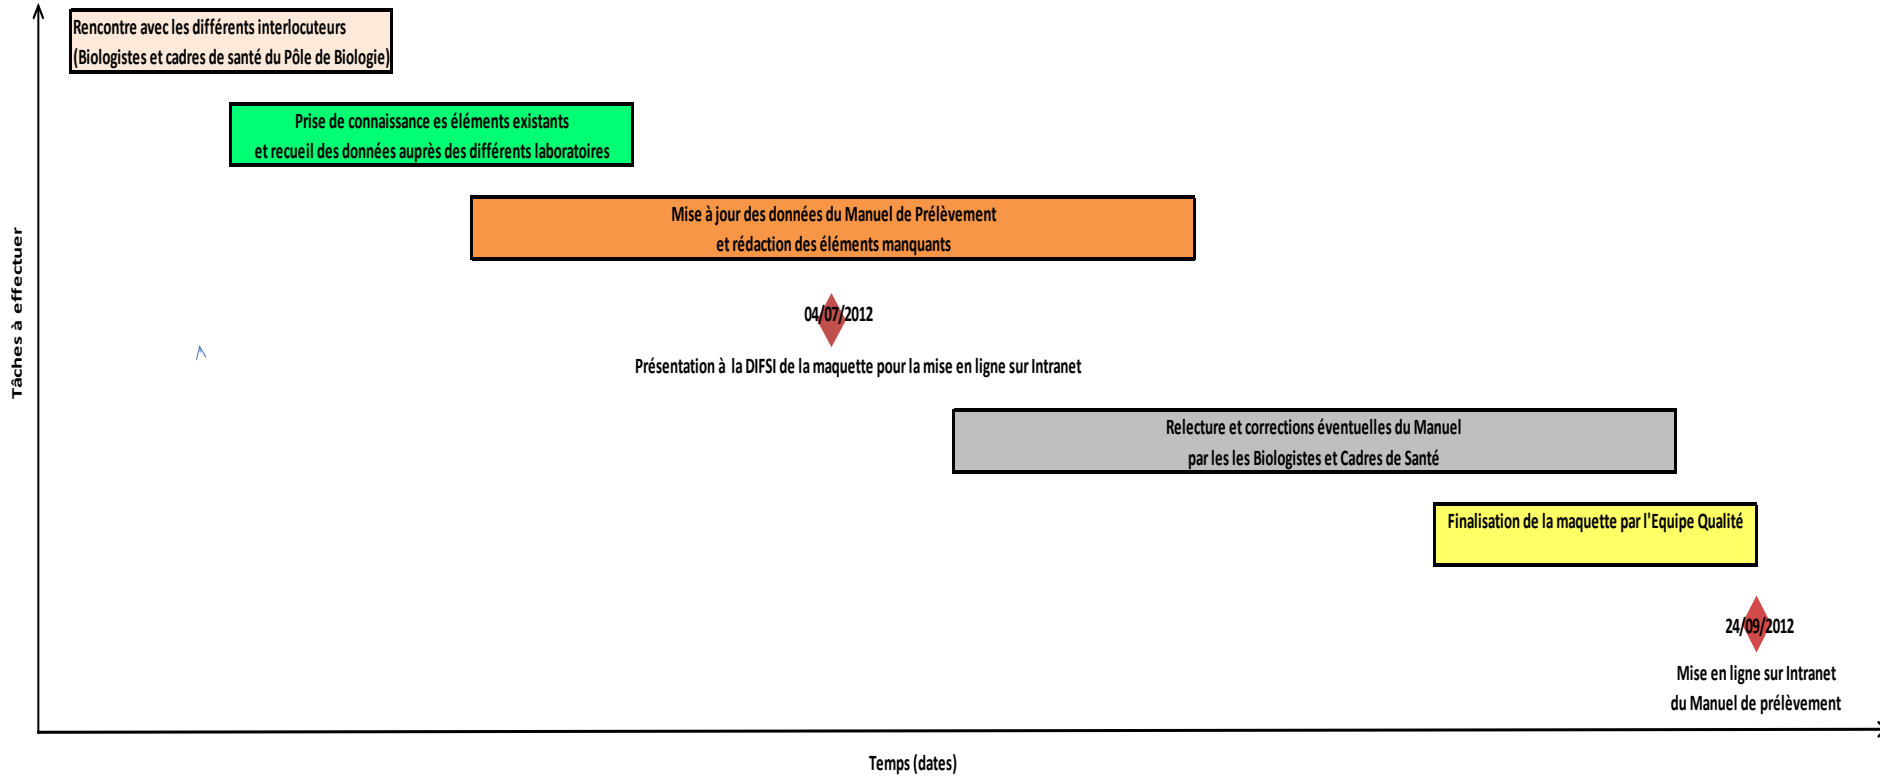 Rencontre avec les différents interlocuteurs
(Biologistes et cadres de santé du Pôle de Biologie)
Prise de connaissance es éléments existants
et recueil des données auprès des différents laboratoires
Mise à jour des données du Manuel de Prélèvement
et rédaction des éléments manquants
04/07/2012
Présentation à la DIFSI de la maquette pour la mise en ligne sur Intranet
Tâches à effectuer
Relecture et corrections éventuelles du Manuel
par les les Biologistes et Cadres de Santé
Finalisation de la maquette par l'Equipe Qualité
24/09/2012
Mise en ligne sur Intranet
du Manuel de prélèvement
Temps (dates)